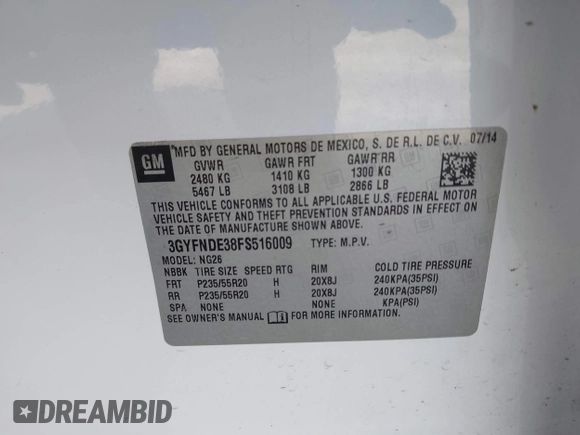 GM
MFD BY GENERAL MOTORS DE MEXICO, S. DE R.L. DE C.V. 07/14
GVWR GAWR FRT GAWR RR
2480 KG 1410 KG 1300 KG
5467 LB 3108 LB 2866 LB
THIS VEHICLE CONFORMS TO ALL APPLICABLE U.S. FEDERAL MOTOR
VEHICLE SAFETY AND THEFT PREVENTION STANDARDS IN EFFECT ON
THE DATE OF MANUFACTURE SHOWN ABOVE.
3GYFNDE38FS516009 TYPE: M.P.V.
MODEL: NG26
NBBK TIRE SIZE SPEED RTG RIM COLD TIRE PRESSURE
FRT P235/55R20 H 20X8J 240KPA(35PSI)
RR P235/55R20 H 20X8J 240KPA(35PSI)
SPA NONE NONE KPA(PSI)
SEE OWNER'S MANUAL FOR MORE INFORMATION
DREAMBID